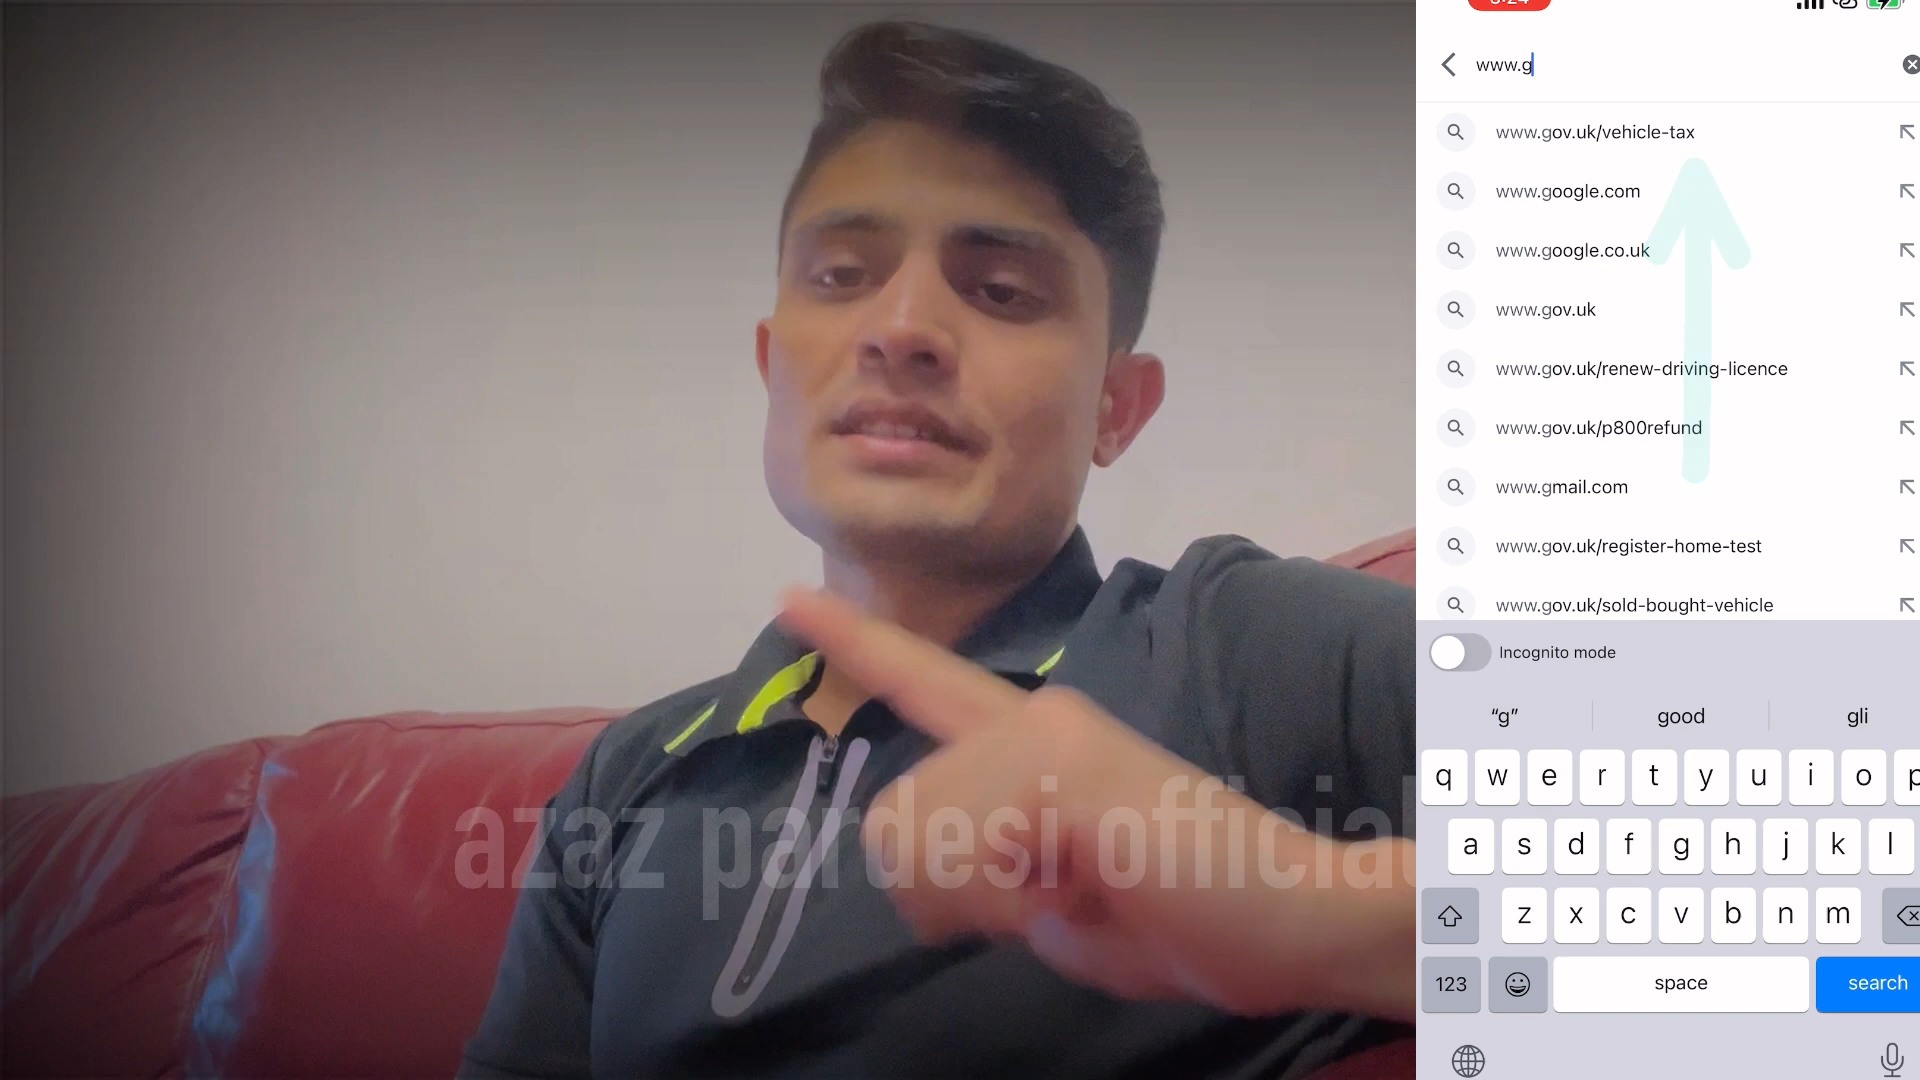 azaz pardesi official
5:24
www.g
www.gov.uk/vehicle-tax
www.google.com
www.google.co.uk
www.gov.uk
www.gov.uk/renew-driving-licence
www.gov.uk/p800refund
www.gmail.com
www.gov.uk/register-home-test
www.gov.uk/sold-bought-vehicle
Incognito mode
“g” good gli
q w e r t y u i o p
a s d f g h j k l
z x c v b n m
123 space search